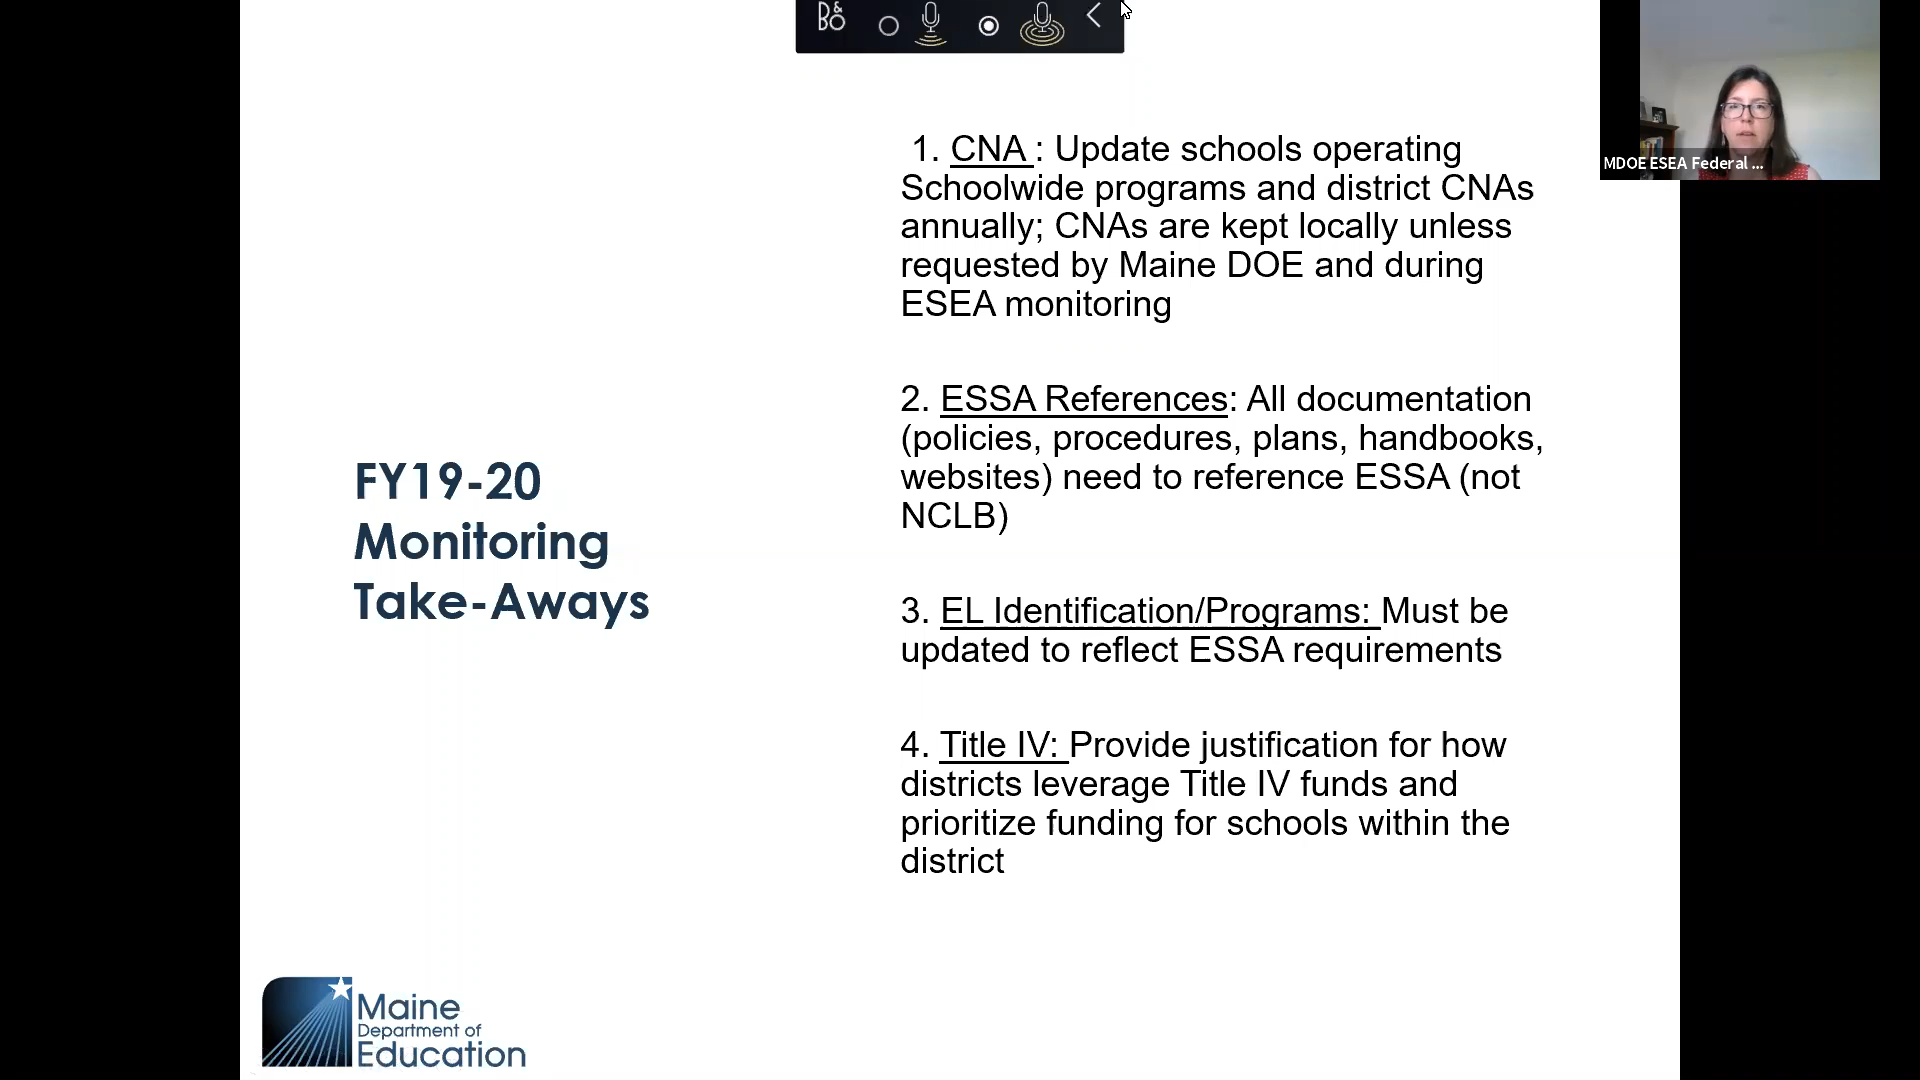 B&O
MDOE ESEA Federal ...
1. CNA : Update schools operating
Schoolwide programs and district CNAs
annually; CNAs are kept locally unless
requested by Maine DOE and during
ESEA monitoring
2. ESSA References: All documentation
(policies, procedures, plans, handbooks,
websites) need to reference ESSA (not
NCLB)
FY19-20
Monitoring
Take-Aways
3. EL Identification/Programs: Must be
updated to reflect ESSA requirements
4. Title IV: Provide justification for how
districts leverage Title IV funds and
prioritize funding for schools within the
district
Maine
Department of
Education